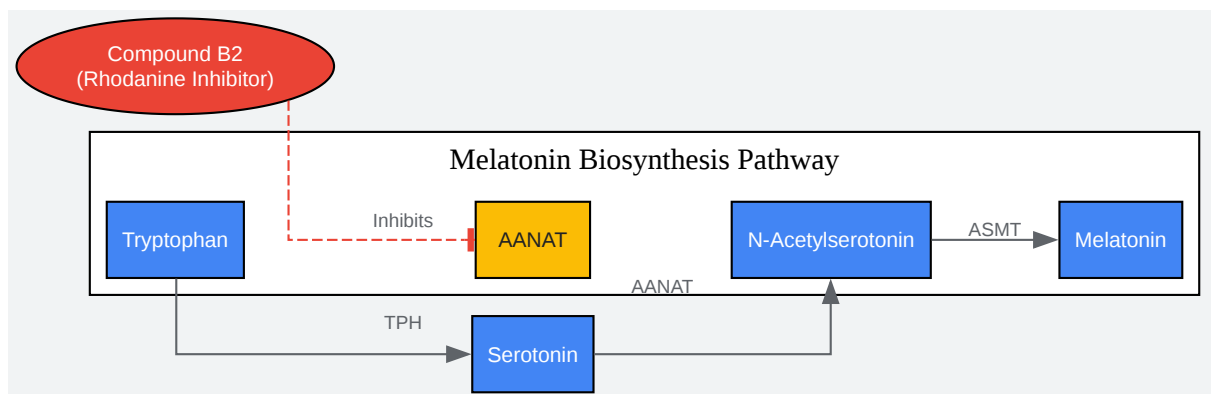 Compound B2
(Rhodanine Inhibitor)
Melatonin Biosynthesis Pathway
Tryptophan
Inhibits
AANAT
N-Acetylserotonin
ASMT
Melatonin
AANAT
TPH
Serotonin